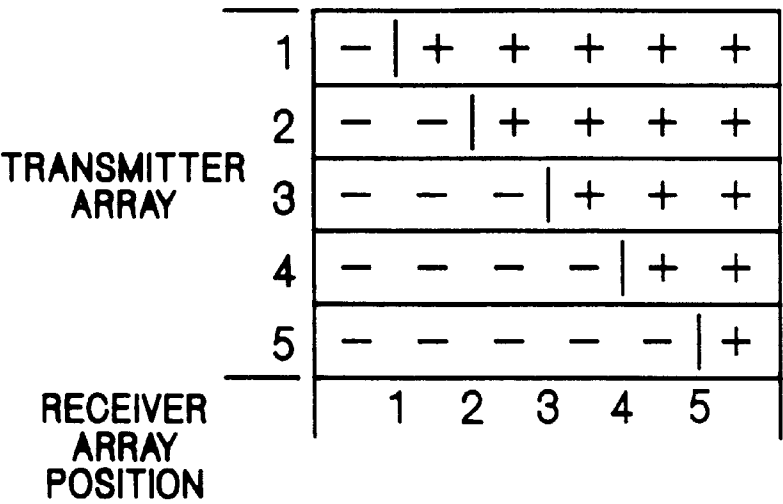 1 − | + + + + +
2 − − | + + + +
TRANSMITTER
ARRAY
3 − − − | + + +
4 − − − − | + +
5 − − − − − | +
RECEIVER
ARRAY
POSITION
1 2 3 4 5